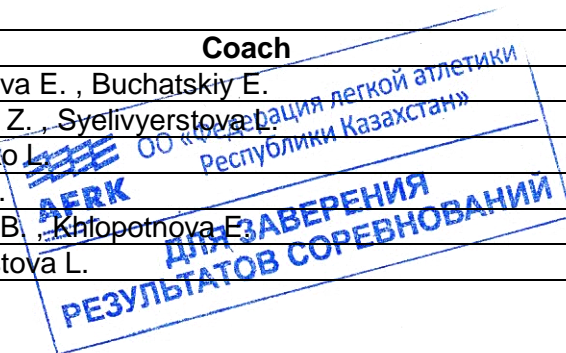 Coach
va E. , Buchatskiy E.
Z. , Syelivyerstova L.
o L.
B. , Khlopotnova E.
tova L.
ОО «Федерация легкой атлетики
Республики Казахстан»
AFRK
ДЛЯ ЗАВЕРЕНИЯ
РЕЗУЛЬТАТОВ СОРЕВНОВАНИЙ